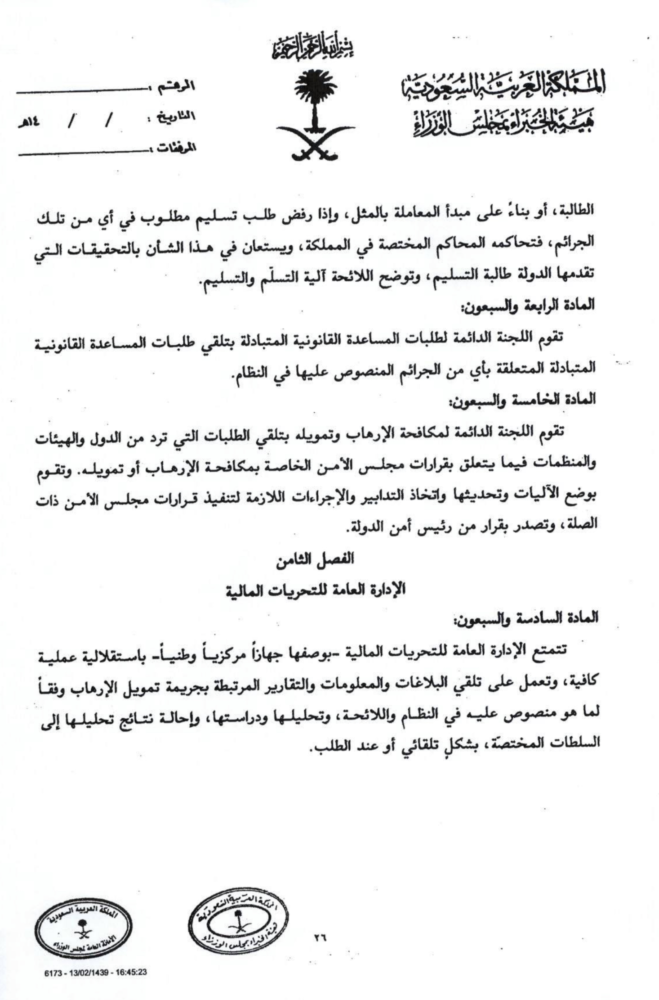 بسم الله الرحمن الرحيم
المملكة العربية السعودية
هيئة الخبراء بمجلس الوزراء
الرقم :
التاريخ : / / ١٤هـ
المرفقات :
الطالبة، أو بناءً على مبدأ المعاملة بالمثل، وإذا رفض طلب تسليم مطلوب في أي من تلك
الجرائم، فتحاكمه المحاكم المختصة في المملكة، ويستعان في هذا الشأن بالتحقيقات التي
تقدمها الدولة طالبة التسليم، وتوضح اللائحة آلية التسلّم والتسليم.
المادة الرابعة والسبعون:
تقوم اللجنة الدائمة لطلبات المساعدة القانونية المتبادلة بتلقي طلبات المساعدة القانونية
المتبادلة المتعلقة بأي من الجرائم المنصوص عليها في النظام.
المادة الخامسة والسبعون:
تقوم اللجنة الدائمة لمكافحة الإرهاب وتمويله بتلقي الطلبات التي ترد من الدول والهيئات
والمنظمات فيما يتعلق بقرارات مجلس الأمن الخاصة بمكافحة الإرهاب أو تمويله. وتقوم
بوضع الآليات وتحديثها واتخاذ التدابير والإجراءات اللازمة لتنفيذ قرارات مجلس الأمن ذات
الصلة، وتصدر بقرار من رئيس أمن الدولة.
الفصل الثامن
الإدارة العامة للتحريات المالية
المادة السادسة والسبعون:
تتمتع الإدارة العامة للتحريات المالية -بوصفها جهازاً مركزياً وطنياً- باستقلالية عملية
كافية، وتعمل على تلقي البلاغات والمعلومات والتقارير المرتبطة بجريمة تمويل الإرهاب وفقاً
لما هو منصوص عليه في النظام واللائحة، وتحليلها ودراستها، وإحالة نتائج تحليلها إلى
السلطات المختصّة، بشكلٍ تلقائي أو عند الطلب.
المملكة العربية السعودية
هيئة الخبراء بمجلس الوزراء
المملكة العربية السعودية
الأمانة العامة لمجلس الوزراء
٢٦
6173 - 13/02/1439 - 16:45:23